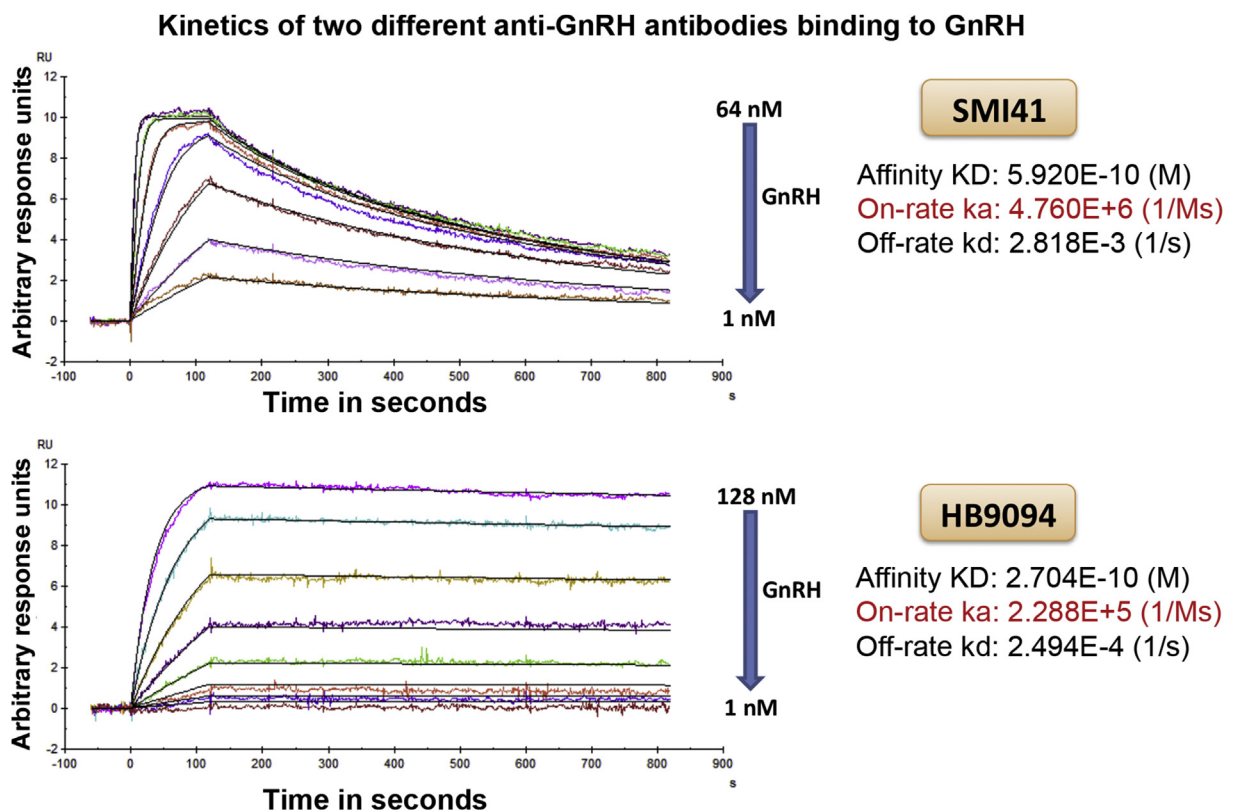 Kinetics of two different anti-GnRH antibodies binding to GnRH
RU
Arbitrary response units
12
10
8
6
4
2
0
-2
-100 0 100 200 300 400 500 600 700 800 900
s
Time in seconds
64 nM
GnRH
1 nM
SMI41
Affinity KD: 5.920E-10 (M)
On-rate ka: 4.760E+6 (1/Ms)
Off-rate kd: 2.818E-3 (1/s)
RU
Arbitrary response units
12
10
8
6
4
2
0
-2
-100 0 100 200 300 400 500 600 700 800 900
s
Time in seconds
128 nM
GnRH
1 nM
HB9094
Affinity KD: 2.704E-10 (M)
On-rate ka: 2.288E+5 (1/Ms)
Off-rate kd: 2.494E-4 (1/s)